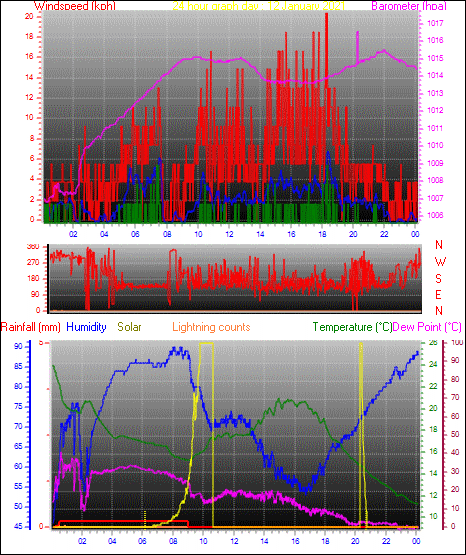 Windspeed (kph) 24 hour graph day : 12 January 2021 Barometer (hpa)
20 18 16 14 12 10 8 6 4 2 0
1017 1016 1015 1014 1013 1012 1011 1010 1009 1008 1007 1006
02 04 06 08 10 12 14 16 18 20 22 00
360 270 180 90 0
N W S E N
Rainfall (mm) Humidity Solar Lightning counts Temperature (°C) Dew Point (°C)
90 85 80 75 70 65 60 55 50 45
26 24 22 20 18 16 14 12 10
100 90 80 70 60 50 40 30 20 10 0
02 04 06 08 10 12 14 16 18 20 22 00